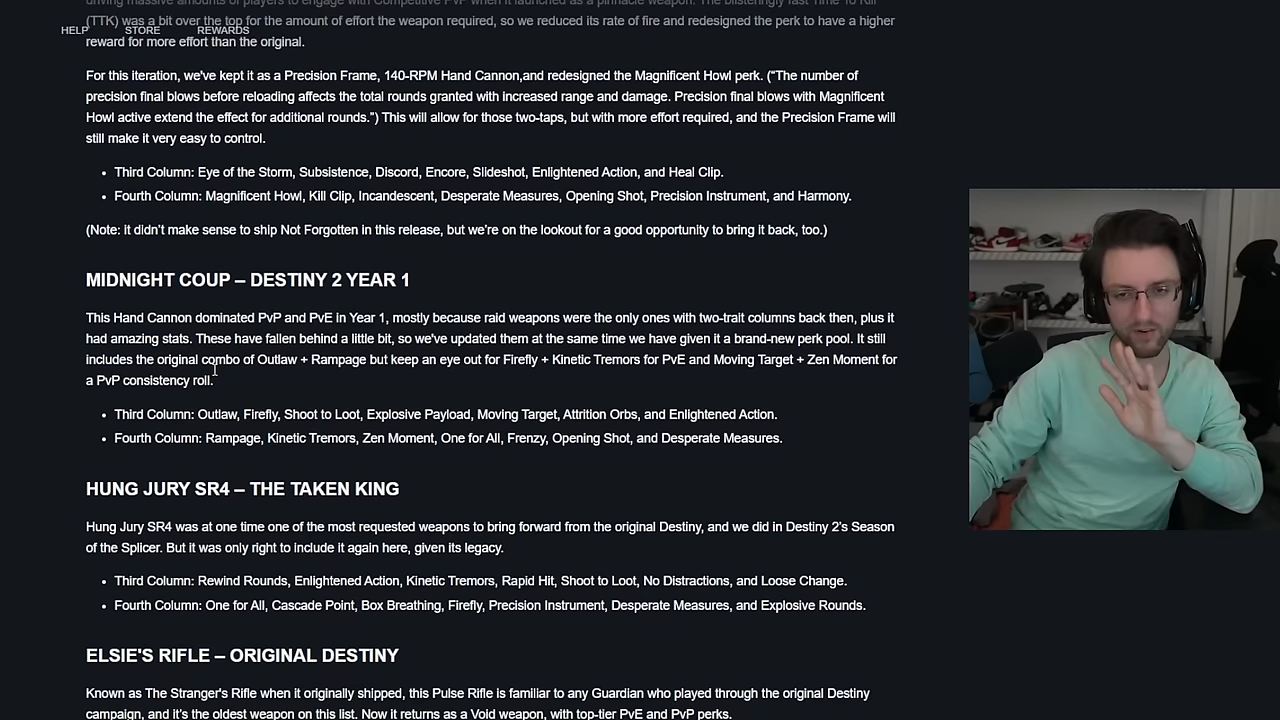 driving massive amounts of players to engage with Competitive PvP when it launched as a pinnacle weapon. The blisteringly fast Time To Kill
(TTK) was a bit over the top for the amount of effort the weapon required, so we reduced its rate of fire and redesigned the perk to have a higher
HELP STORE REWARDS
reward for more effort than the original.
For this iteration, we've kept it as a Precision Frame, 140-RPM Hand Cannon,and redesigned the Magnificent Howl perk. ("The number of
precision final blows before reloading affects the total rounds granted with increased range and damage. Precision final blows with Magnificent
Howl active extend the effect for additional rounds.") This will allow for those two-taps, but with more effort required, and the Precision Frame will
still make it very easy to control.
• Third Column: Eye of the Storm, Subsistence, Discord, Encore, Slideshot, Enlightened Action, and Heal Clip.
• Fourth Column: Magnificent Howl, Kill Clip, Incandescent, Desperate Measures, Opening Shot, Precision Instrument, and Harmony.
(Note: it didn't make sense to ship Not Forgotten in this release, but we're on the lookout for a good opportunity to bring it back, too.)
MIDNIGHT COUP – DESTINY 2 YEAR 1
This Hand Cannon dominated PvP and PvE in Year 1, mostly because raid weapons were the only ones with two-trait columns back then, plus it
had amazing stats. These have fallen behind a little bit, so we've updated them at the same time we have given it a brand-new perk pool. It still
includes the original combo of Outlaw + Rampage but keep an eye out for Firefly + Kinetic Tremors for PvE and Moving Target + Zen Moment for
a PvP consistency roll.
• Third Column: Outlaw, Firefly, Shoot to Loot, Explosive Payload, Moving Target, Attrition Orbs, and Enlightened Action.
• Fourth Column: Rampage, Kinetic Tremors, Zen Moment, One for All, Frenzy, Opening Shot, and Desperate Measures.
HUNG JURY SR4 – THE TAKEN KING
Hung Jury SR4 was at one time one of the most requested weapons to bring forward from the original Destiny, and we did in Destiny 2's Season
of the Splicer. But it was only right to include it again here, given its legacy.
• Third Column: Rewind Rounds, Enlightened Action, Kinetic Tremors, Rapid Hit, Shoot to Loot, No Distractions, and Loose Change.
• Fourth Column: One for All, Cascade Point, Box Breathing, Firefly, Precision Instrument, Desperate Measures, and Explosive Rounds.
ELSIE'S RIFLE – ORIGINAL DESTINY
Known as The Stranger's Rifle when it originally shipped, this Pulse Rifle is familiar to any Guardian who played through the original Destiny
campaign, and it's the oldest weapon on this list. Now it returns as a Void weapon, with top-tier PvE and PvP perks.